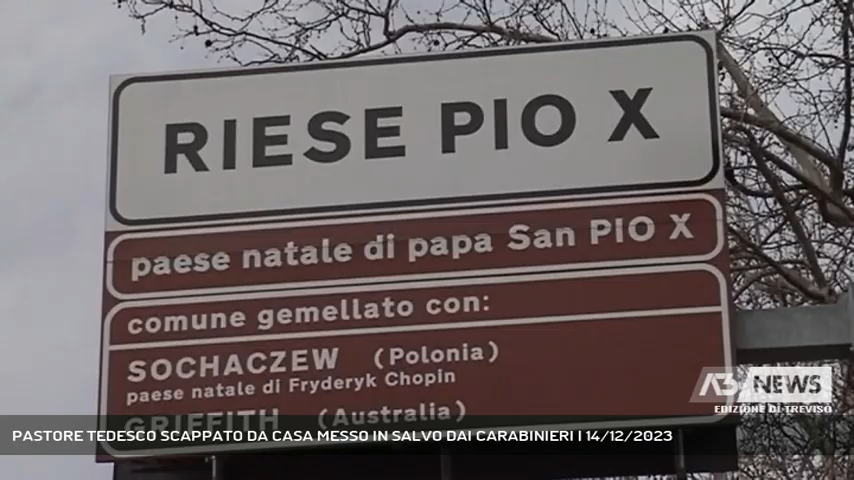 RIESE PIO X
paese natale di papa San PIO X
comune gemellato con:
SOCHACZEW (Polonia)
paese natale di Fryderyk Chopin
GRIFFITH (Australia)
A3 NEWS
EDIZIONE DI TREVISO
PASTORE TEDESCO SCAPPATO DA CASA MESSO IN SALVO DAI CARABINIERI | 14/12/2023